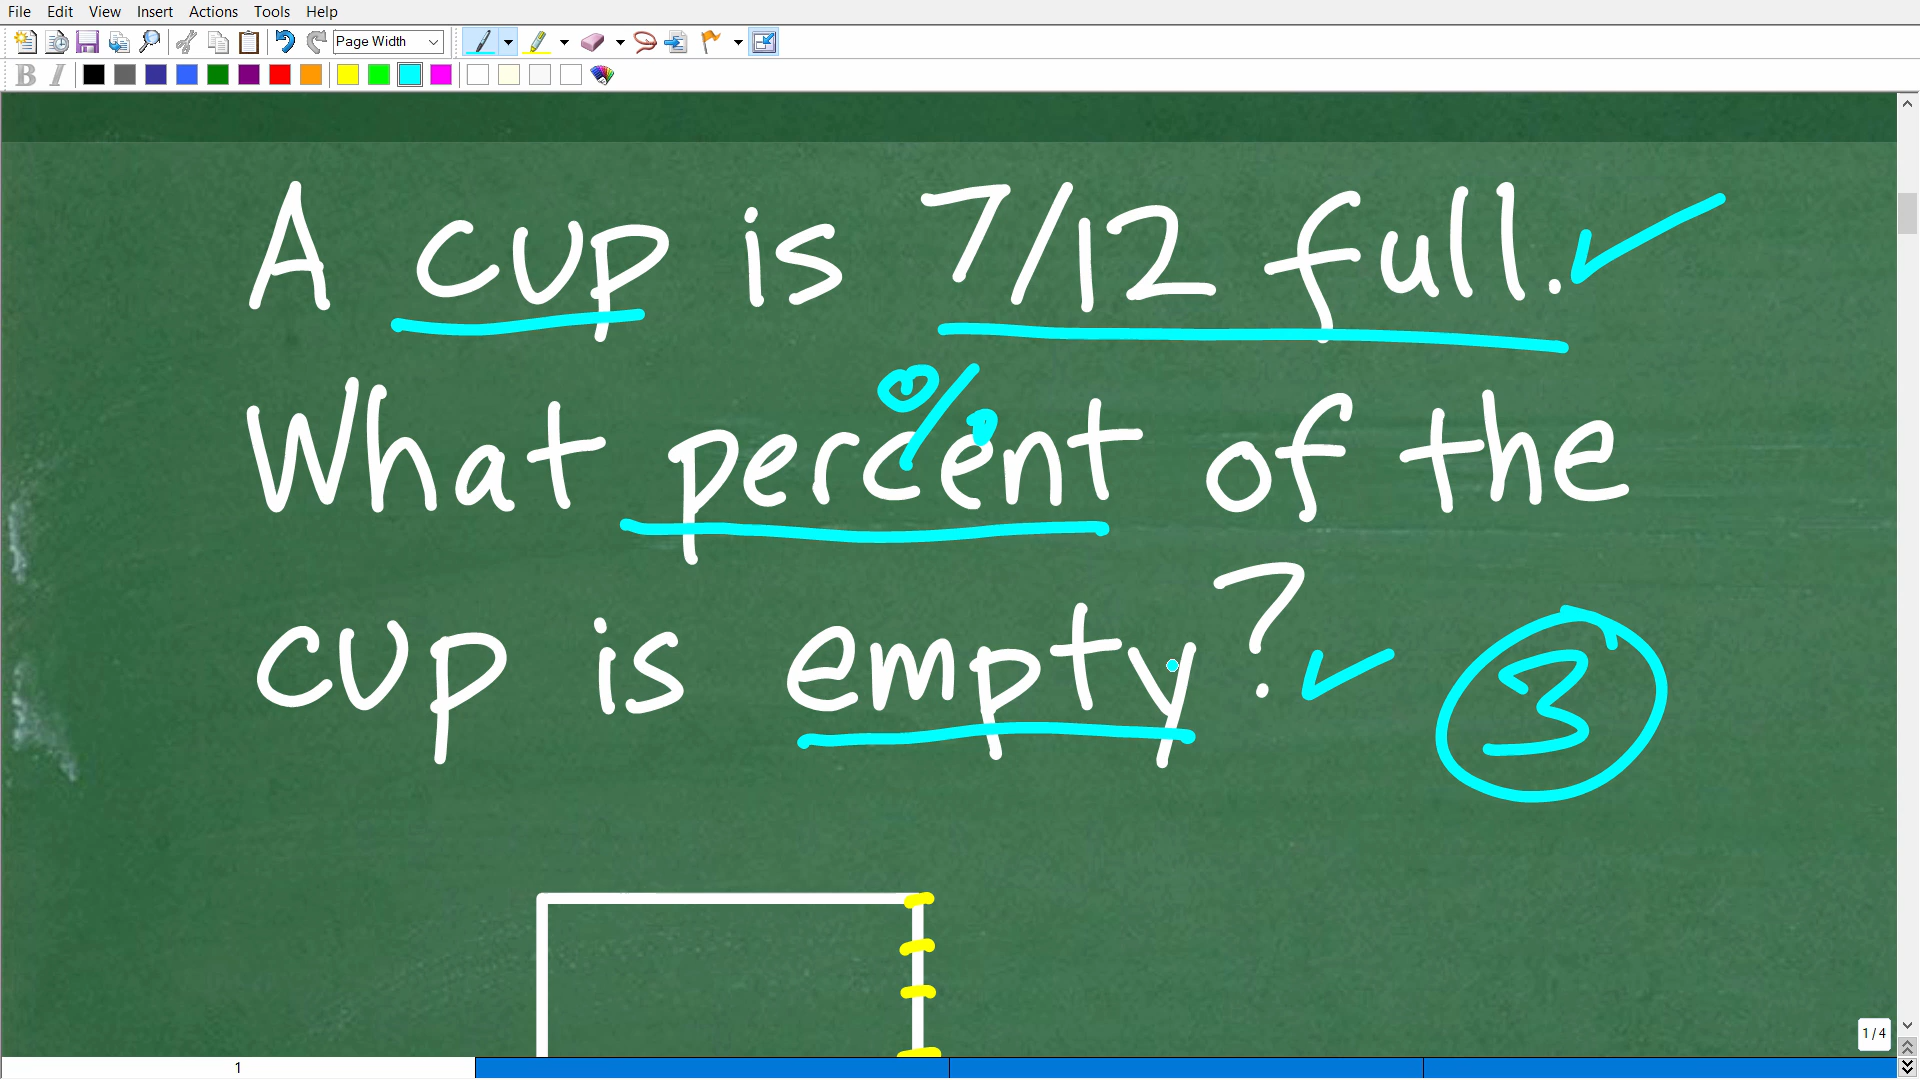 File Edit View Insert Actions Tools Help
Page Width
B I
A cup is 7/12 full.
%
What percent of the
cup is empty? 3
1/4
1